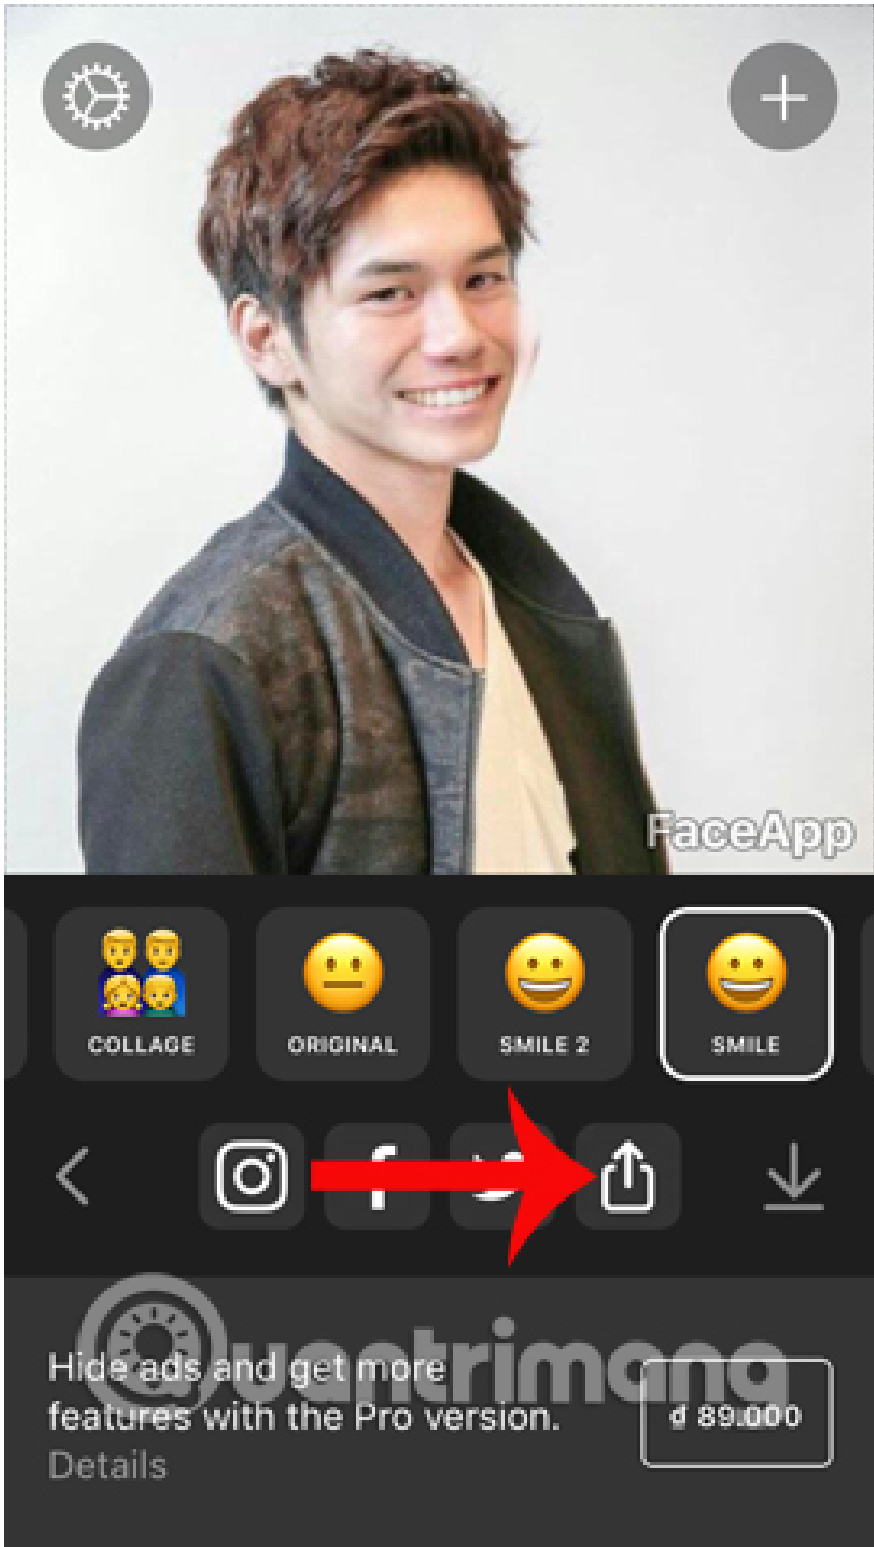 FaceApp
COLLAGE
ORIGINAL
SMILE 2
SMILE
Quantrimang
Hide ads and get more
features with the Pro version.
Details
₫ 89.000